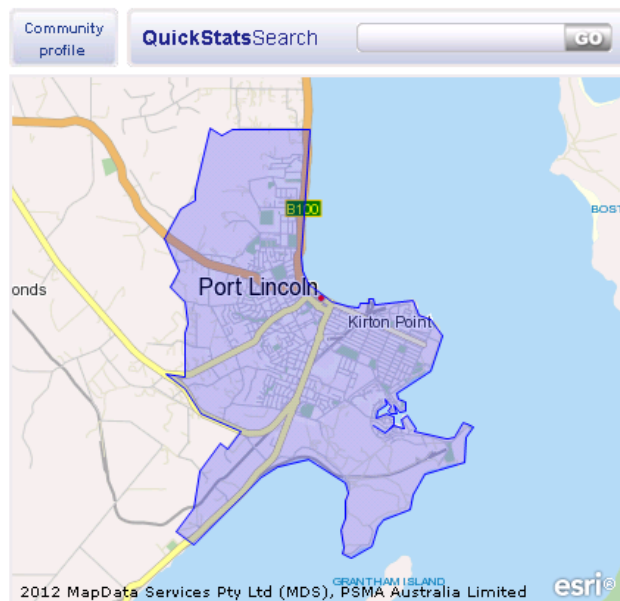 Community
profile
QuickStatsSearch
GO
B100
BOST
onds
Port Lincoln
Kirton Point
GRANTHAM ISLAND
2012 MapData Services Pty Ltd (MDS), PSMA Australia Limited
esri®